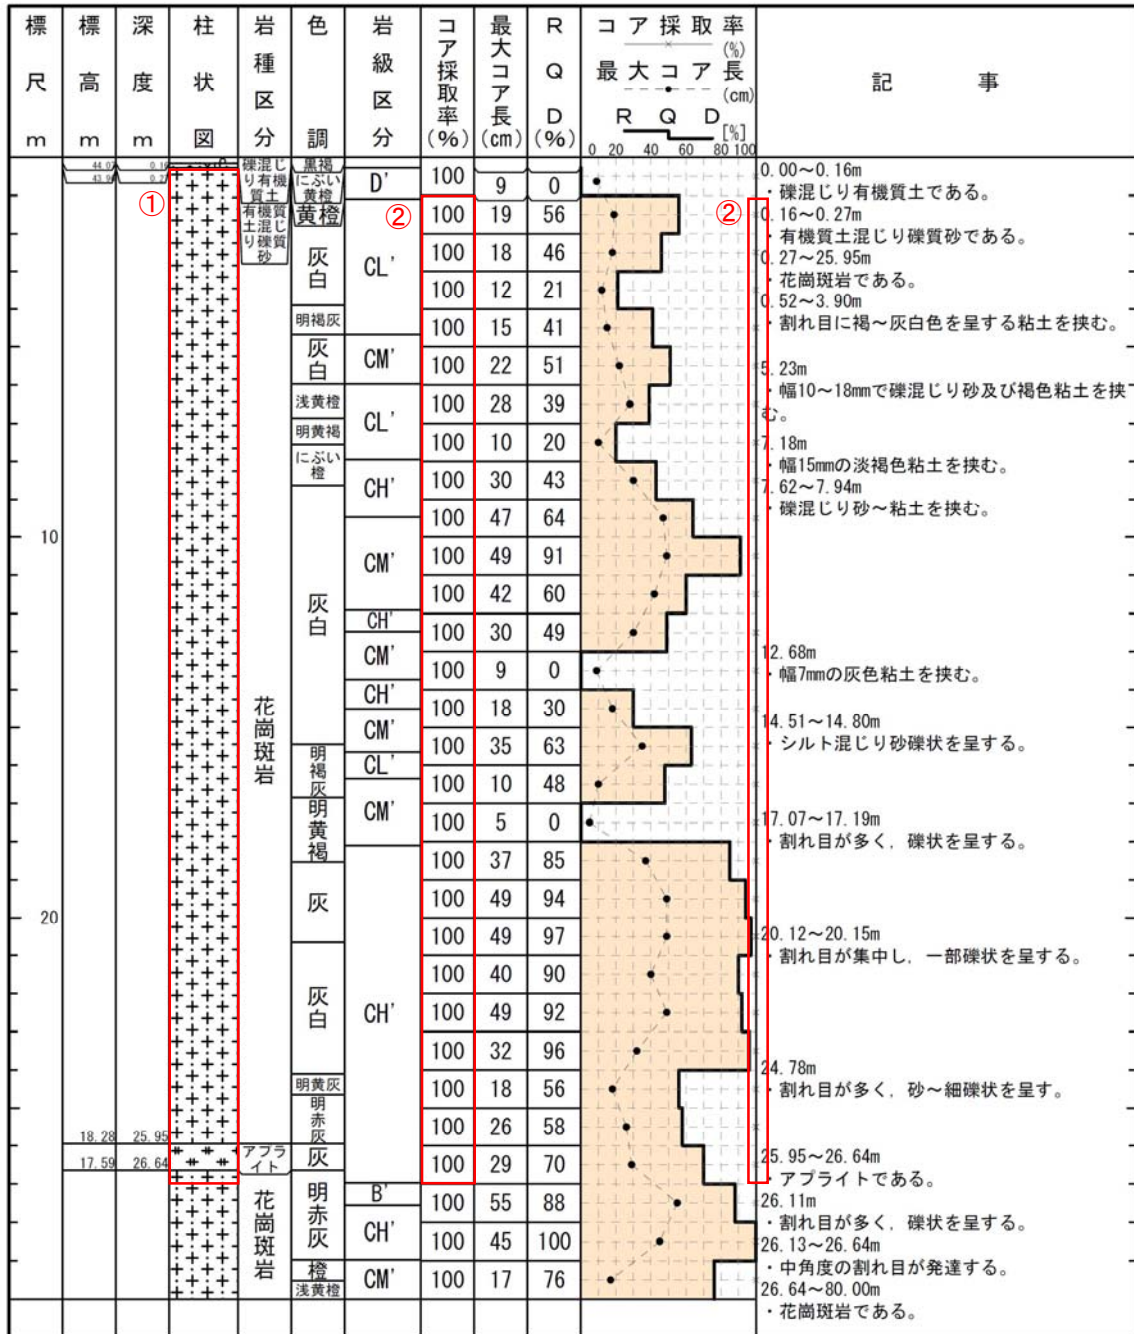 標尺m
標高m
深度m
柱状図
岩種区分
色調
岩級区分
コア採取率(%)
最大コア長(cm)
RQD(%)
コア採取率
(%)
最大コア長
(cm)
RQD
[%]
0 20 40 60 80 100
記事
44.07 0.16
43.96 0.27
18.28 25.95
17.59 26.64
10
20
①
②
②
礫混じり有機質土
有機質土混じり礫質砂
花崗斑岩
アプライト
花崗斑岩
黒褐
にぶい黄橙
黄橙
灰白
明褐灰
灰白
浅黄橙
明黄褐
にぶい橙
灰白
明褐灰
明黄褐
灰
灰白
明黄灰
明赤灰
灰
明赤灰
橙
浅黄橙
D'
CL'
CM'
CL'
CH'
CM'
CH'
CM'
CH'
CM'
CL'
CM'
CH'
B'
CH'
CM'
100 9 0
100 19 56
100 18 46
100 12 21
100 15 41
100 22 51
100 28 39
100 10 20
100 30 43
100 47 64
100 49 91
100 42 60
100 30 49
100 9 0
100 18 30
100 35 63
100 10 48
100 5 0
100 37 85
100 49 94
100 49 97
100 40 90
100 49 92
100 32 96
100 18 56
100 26 58
100 29 70
100 55 88
100 45 100
100 17 76
0.00～0.16m
・礫混じり有機質土である。
0.16～0.27m
・有機質土混じり礫質砂である。
0.27～25.95m
・花崗斑岩である。
0.52～3.90m
・割れ目に褐～灰白色を呈する粘土を挟む。
5.23m
・幅10～18mmで礫混じり砂及び褐色粘土を挟
む。
7.18m
・幅15mmの淡褐色粘土を挟む。
7.62～7.94m
・礫混じり砂～粘土を挟む。
12.68m
・幅7mmの灰色粘土を挟む。
14.51～14.80m
・シルト混じり砂礫状を呈する。
17.07～17.19m
・割れ目が多く，礫状を呈する。
20.12～20.15m
・割れ目が集中し，一部礫状を呈する。
24.78m
・割れ目が多く，砂～細礫状を呈す。
25.95～26.64m
・アプライトである。
26.11m
・割れ目が多く，礫状を呈する。
26.13～26.64m
・中角度の割れ目が発達する。
26.64～80.00m
・花崗斑岩である。